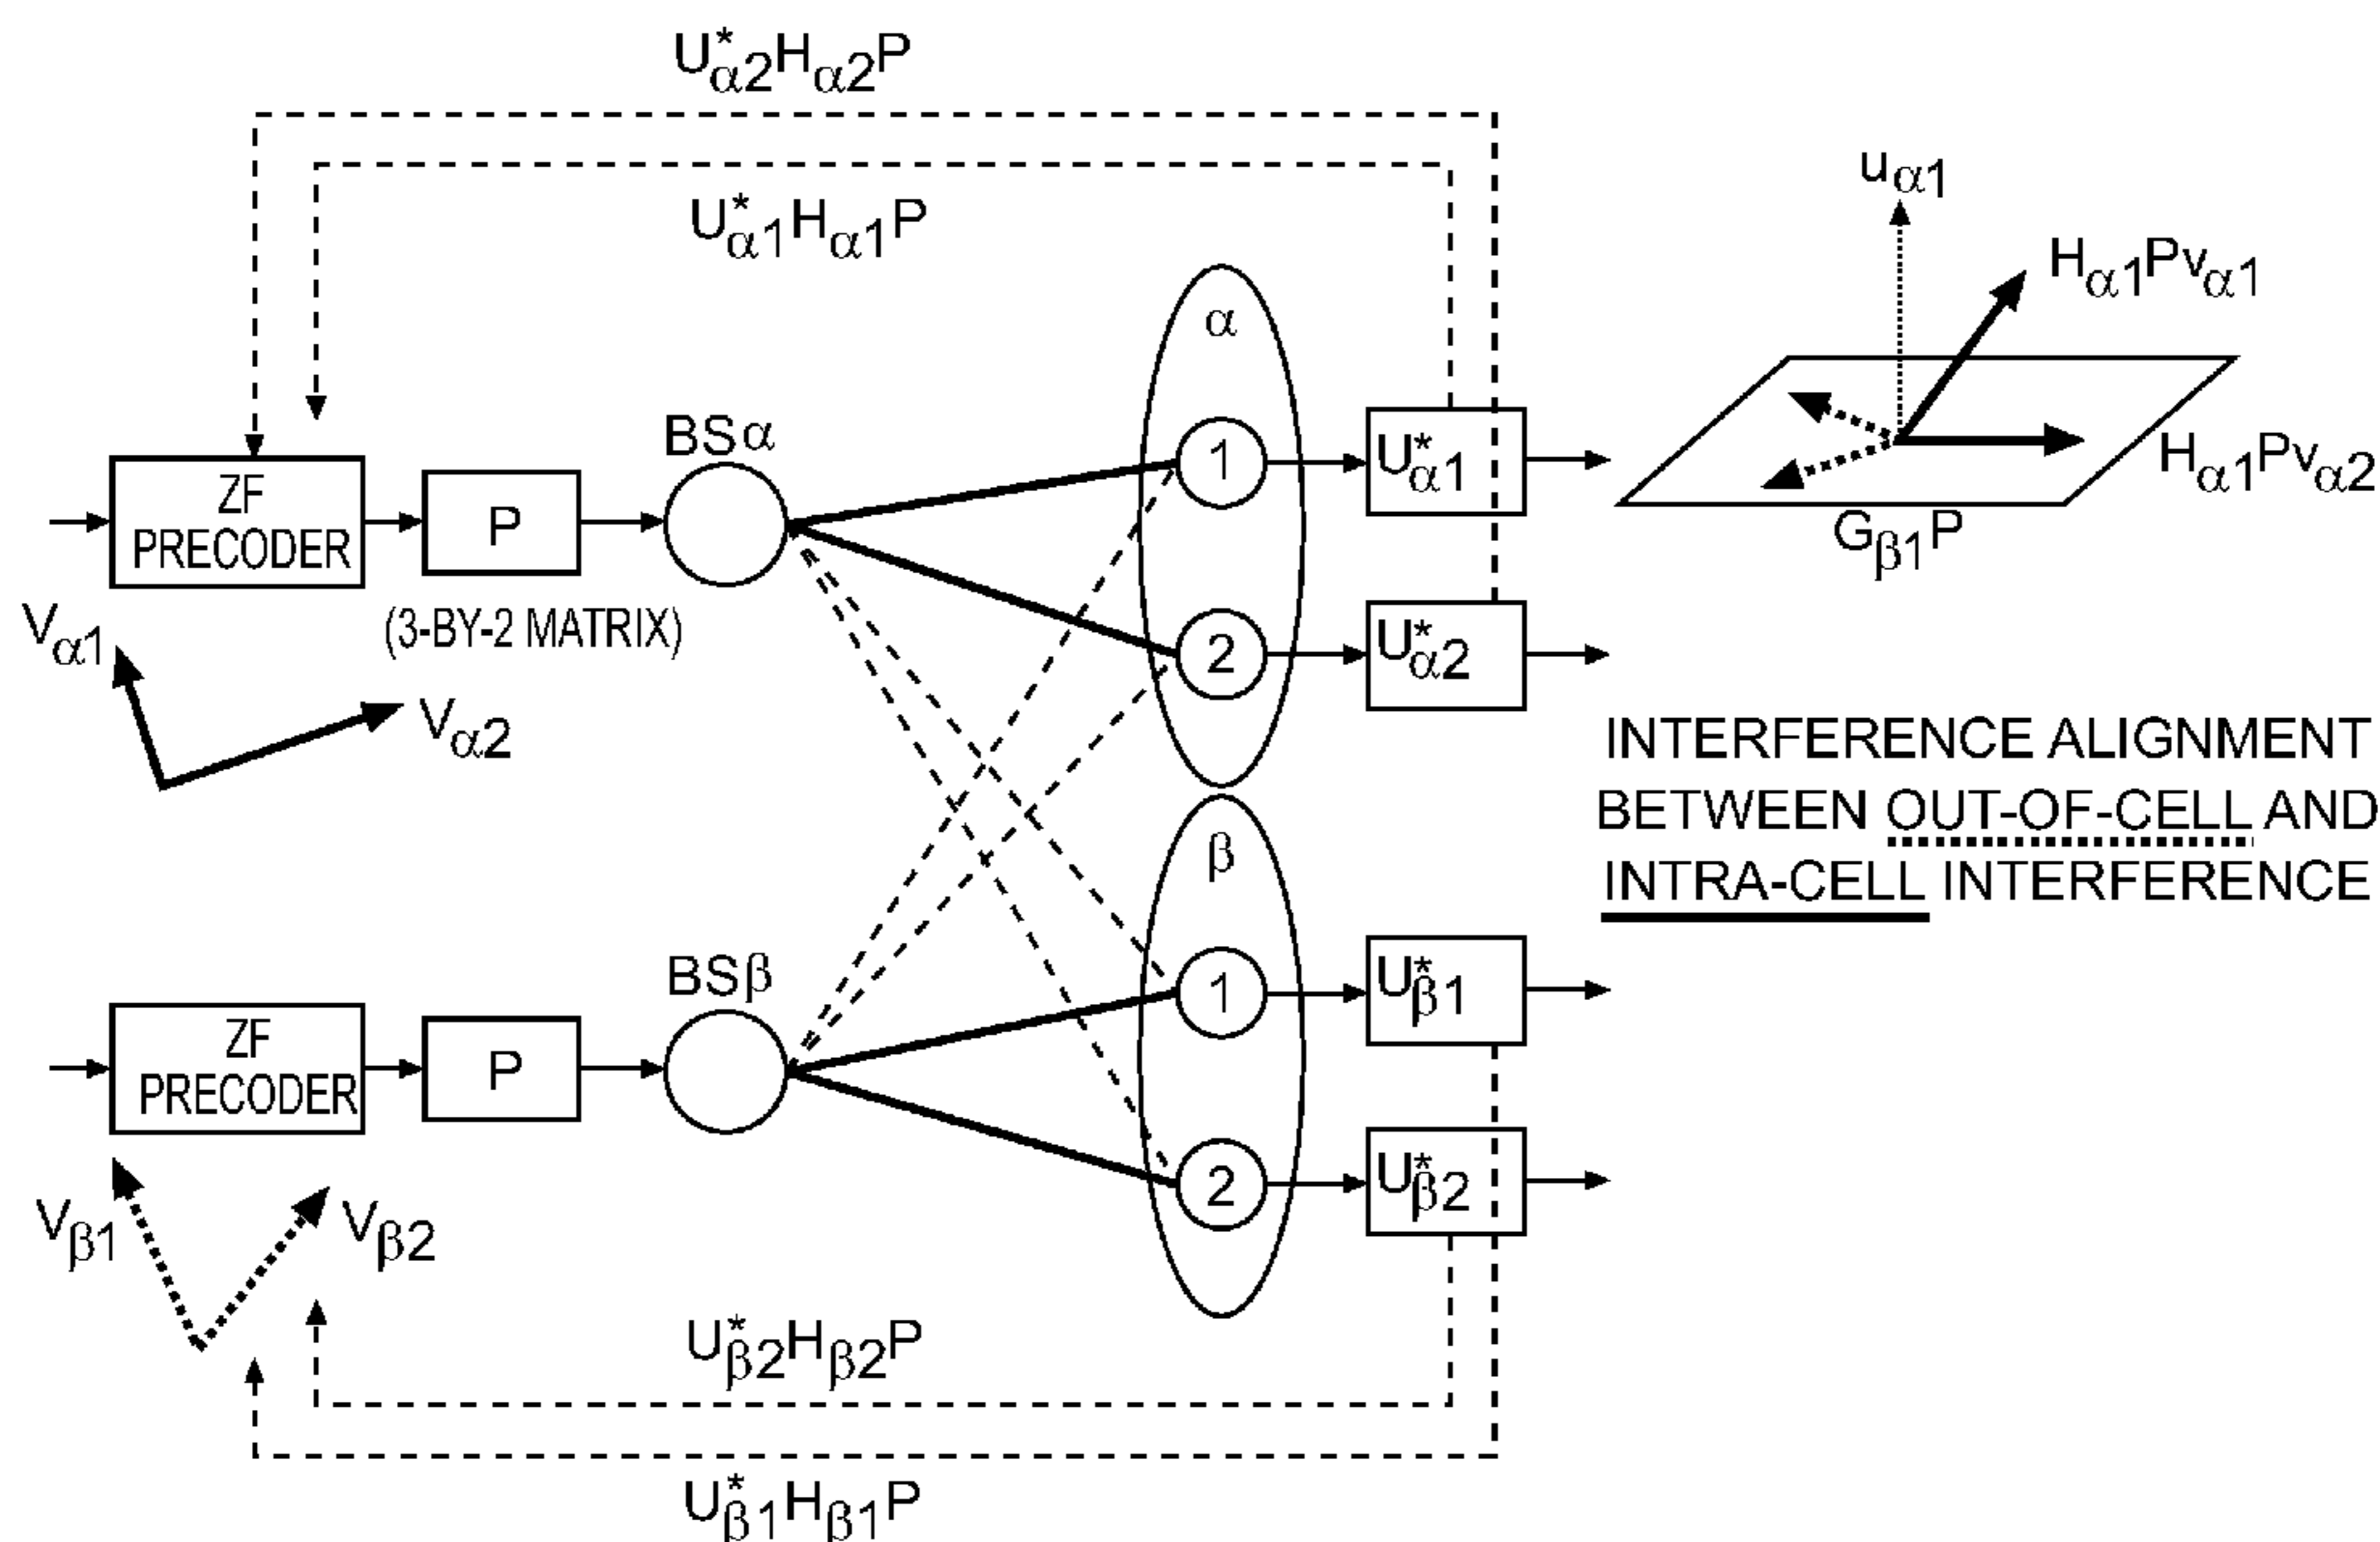 U*α2Hα2P
U*α1Hα1P
uα1
Hα1Pvα1
Hα1Pvα2
Gβ1P
α
BSα
1
U*α1
ZF
PRECODER
P
(3-BY-2 MATRIX)
2
U*α2
Vα1
Vα2
INTERFERENCE ALIGNMENT
BETWEEN OUT-OF-CELL AND
INTRA-CELL INTERFERENCE
β
BSβ
1
U*β1
ZF
PRECODER
P
2
U*β2
Vβ1
Vβ2
U*β2Hβ2P
U*β1Hβ1P